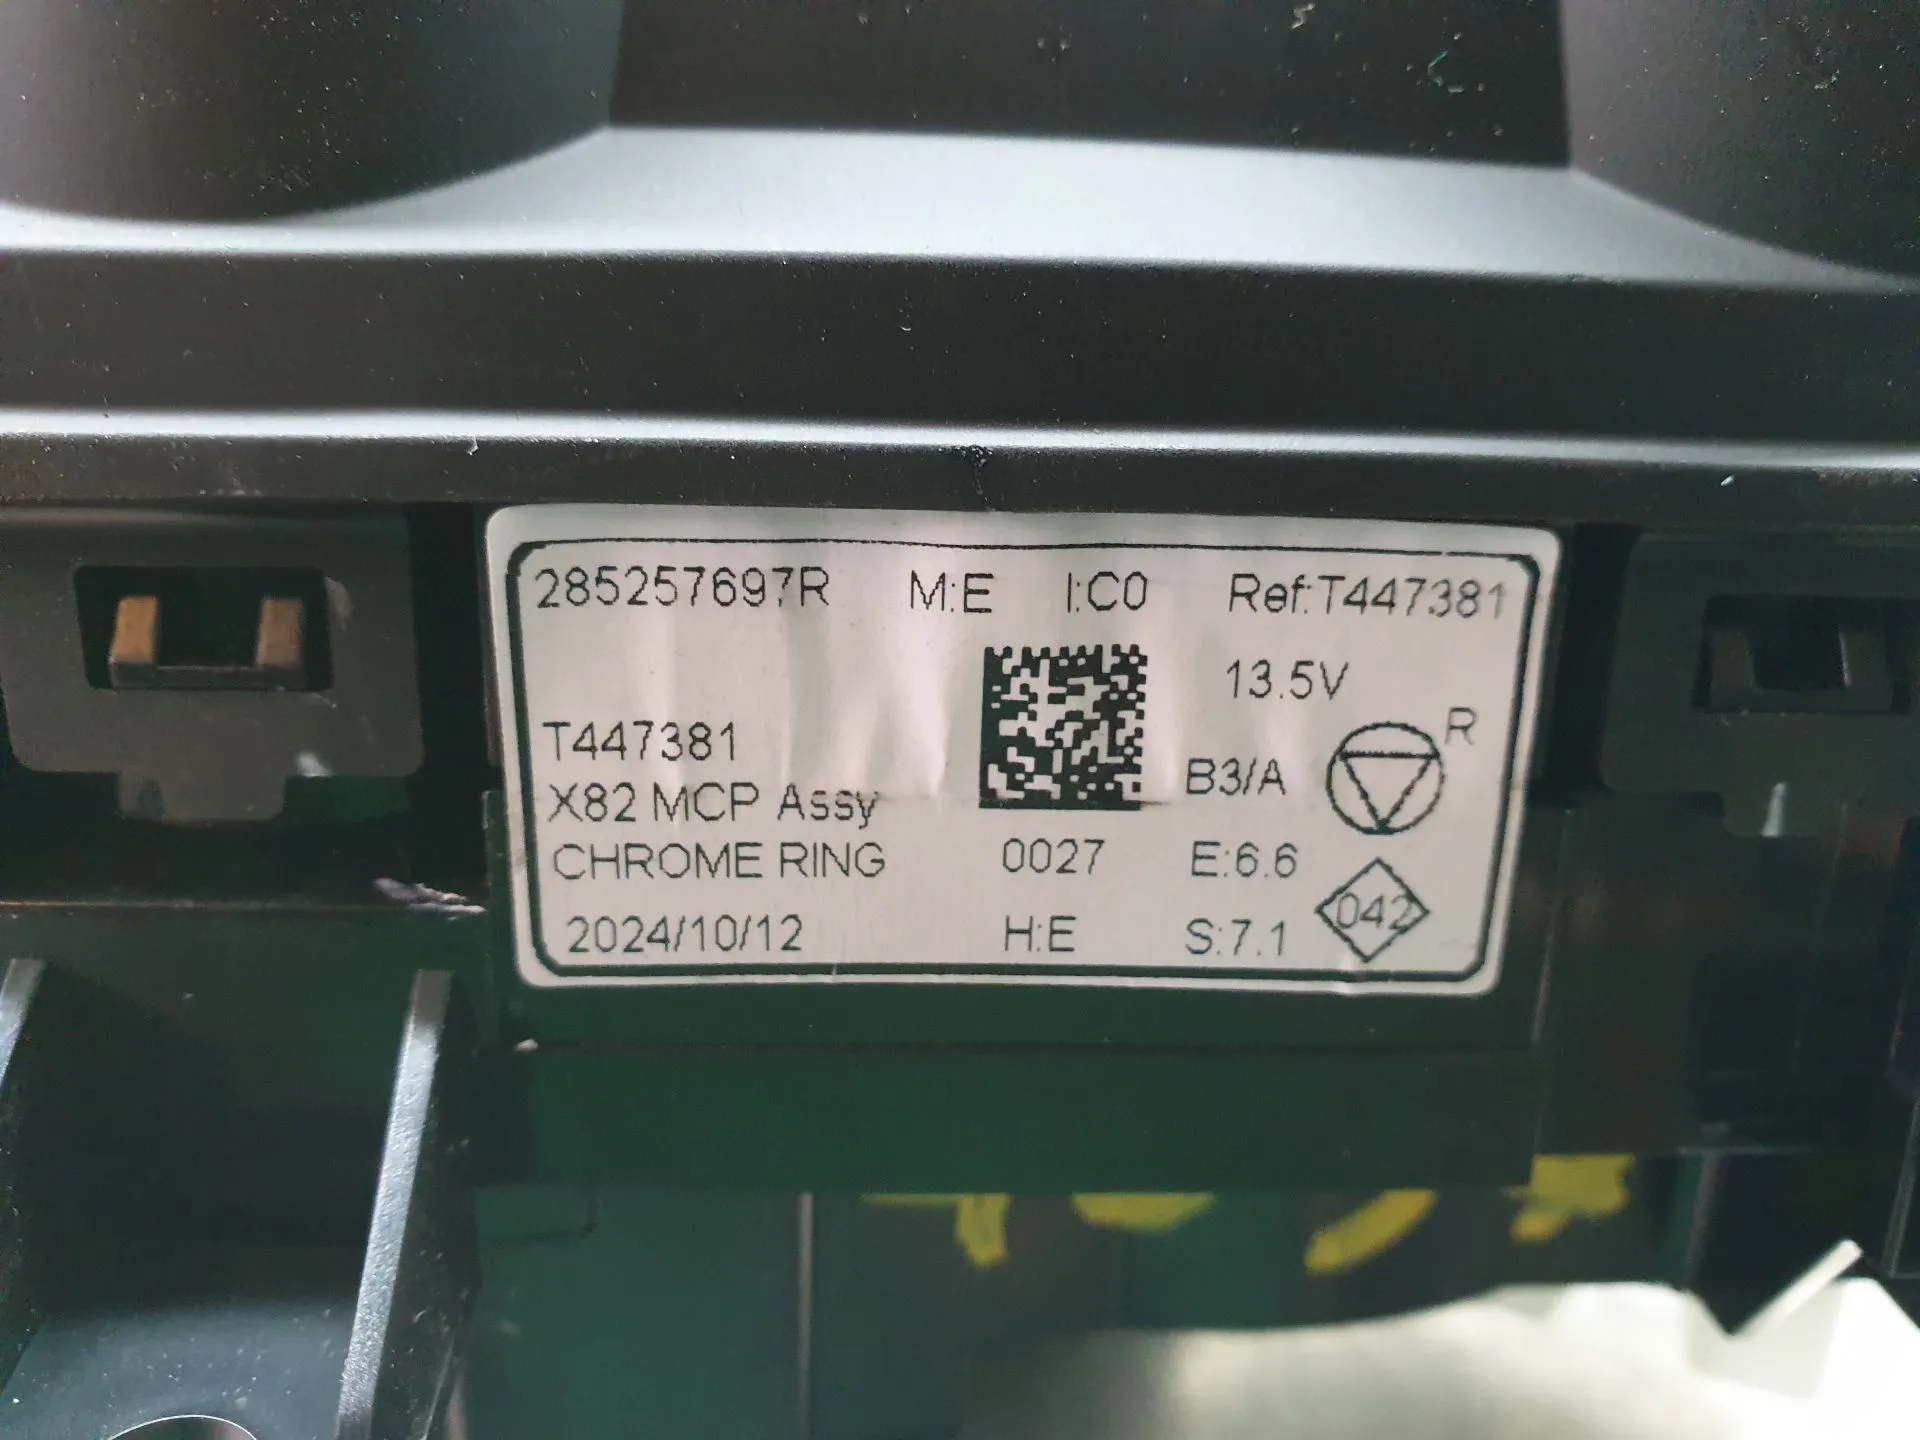 285257697R M:E I:C0 Ref:T447381
13.5V
R
T447381
B3/A
X82 MCP Assy
CHROME RING 0027 E:6.6
042
2024/10/12 H:E S:7.1